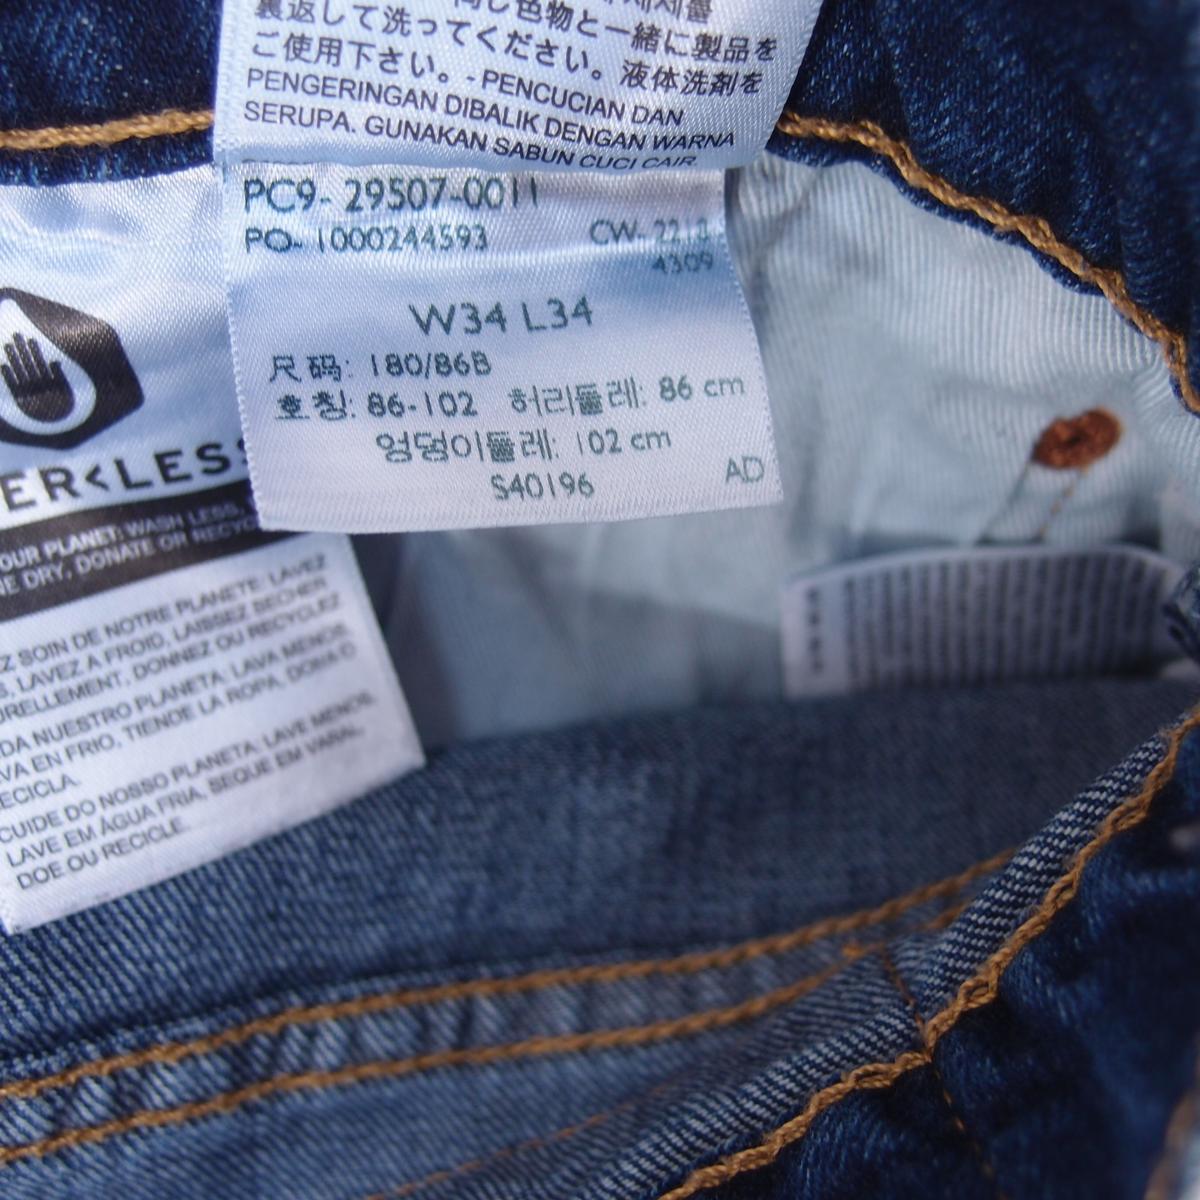 同じ色物と一緒に製品を
裏返して洗ってください。液体洗剤を
ご使用下さい。- PENCUCIAN DAN
PENGERINGAN DIBALIK DENGAN WARNA
SERUPA. GUNAKAN SABUN CUCI CAIR.
PC9- 29507-0011
PO- 1000244593
4309
W34 L34
尺码: 180/86B
호칭: 86-102 허리둘레: 86 cm
엉덩이둘레: 102 cm
S40196
AD
ER<LESS
OUR PLANET: WASH LESS,
NE DRY, DONATE OR RECYC
EZ SOIN DE NOTRE PLANETE: LAVEZ
S, LAVEZ A FROID, LAISSEZ SECHER
URELLEMENT, DONNEZ OU RECYCLEZ
DA NUESTRO PLANETA: LAVA MENOS,
VA EN FRIO, TIENDE LA ROPA, DONA O
ECICLA.
CUIDE DO NOSSO PLANETA: LAVE MENOS,
LAVE EM ÁGUA FRIA, SEQUE EM VARAL,
DOE OU RECICLE.